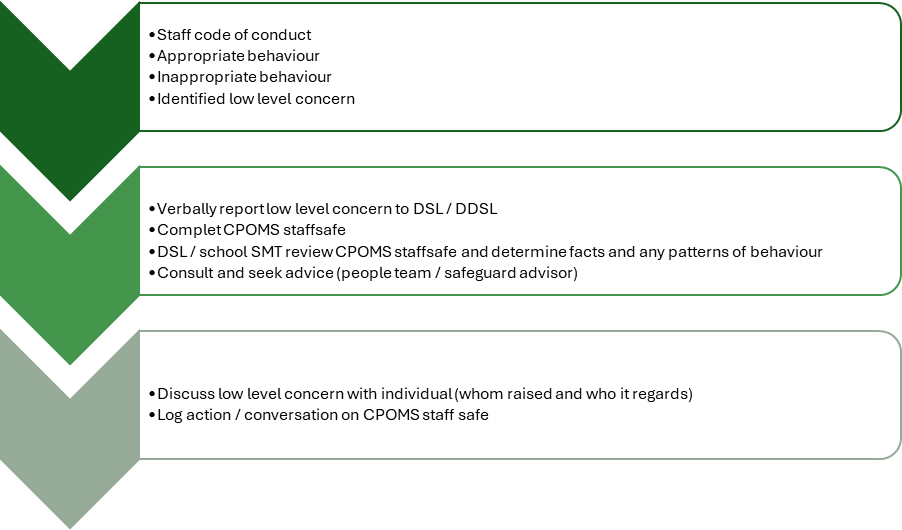 •Staff code of conduct
•Appropriate behaviour
•Inappropriate behaviour
•Identified low level concern
•Verbally report low level concern to DSL / DDSL
•Complet CPOMS staffsafe
•DSL / school SMT review CPOMS staffsafe and determine facts and any patterns of behaviour
•Consult and seek advice (people team / safeguard advisor)
•Discuss low level concern with individual (whom raised and who it regards)
•Log action / conversation on CPOMS staff safe